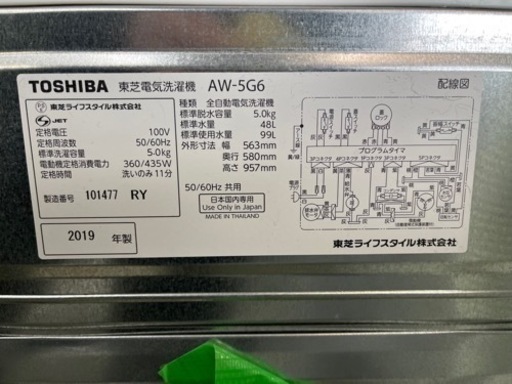 TOSHIBA 東芝電気洗濯機 AW-5G6
配線図
東芝ライフスタイル株式会社
JET
定格電圧 100V
定格周波数 50/60Hz
標準洗濯容量 5.0kg
電動機定格消費電力 360/435W
定格時間 洗いのみ 11分
製造番号 101477 RY
2019 年製
種類 全自動電気洗濯機
標準脱水容量 5.0kg
標準水量 48L
標準使用水量 99L
外形寸法 幅 563mm
奥行 580mm
高さ 957mm
50/60Hz 共用
日本国内専用
Use Only in Japan
MADE IN THAILAND
プログラムタイマ
東芝ライフスタイル株式会社